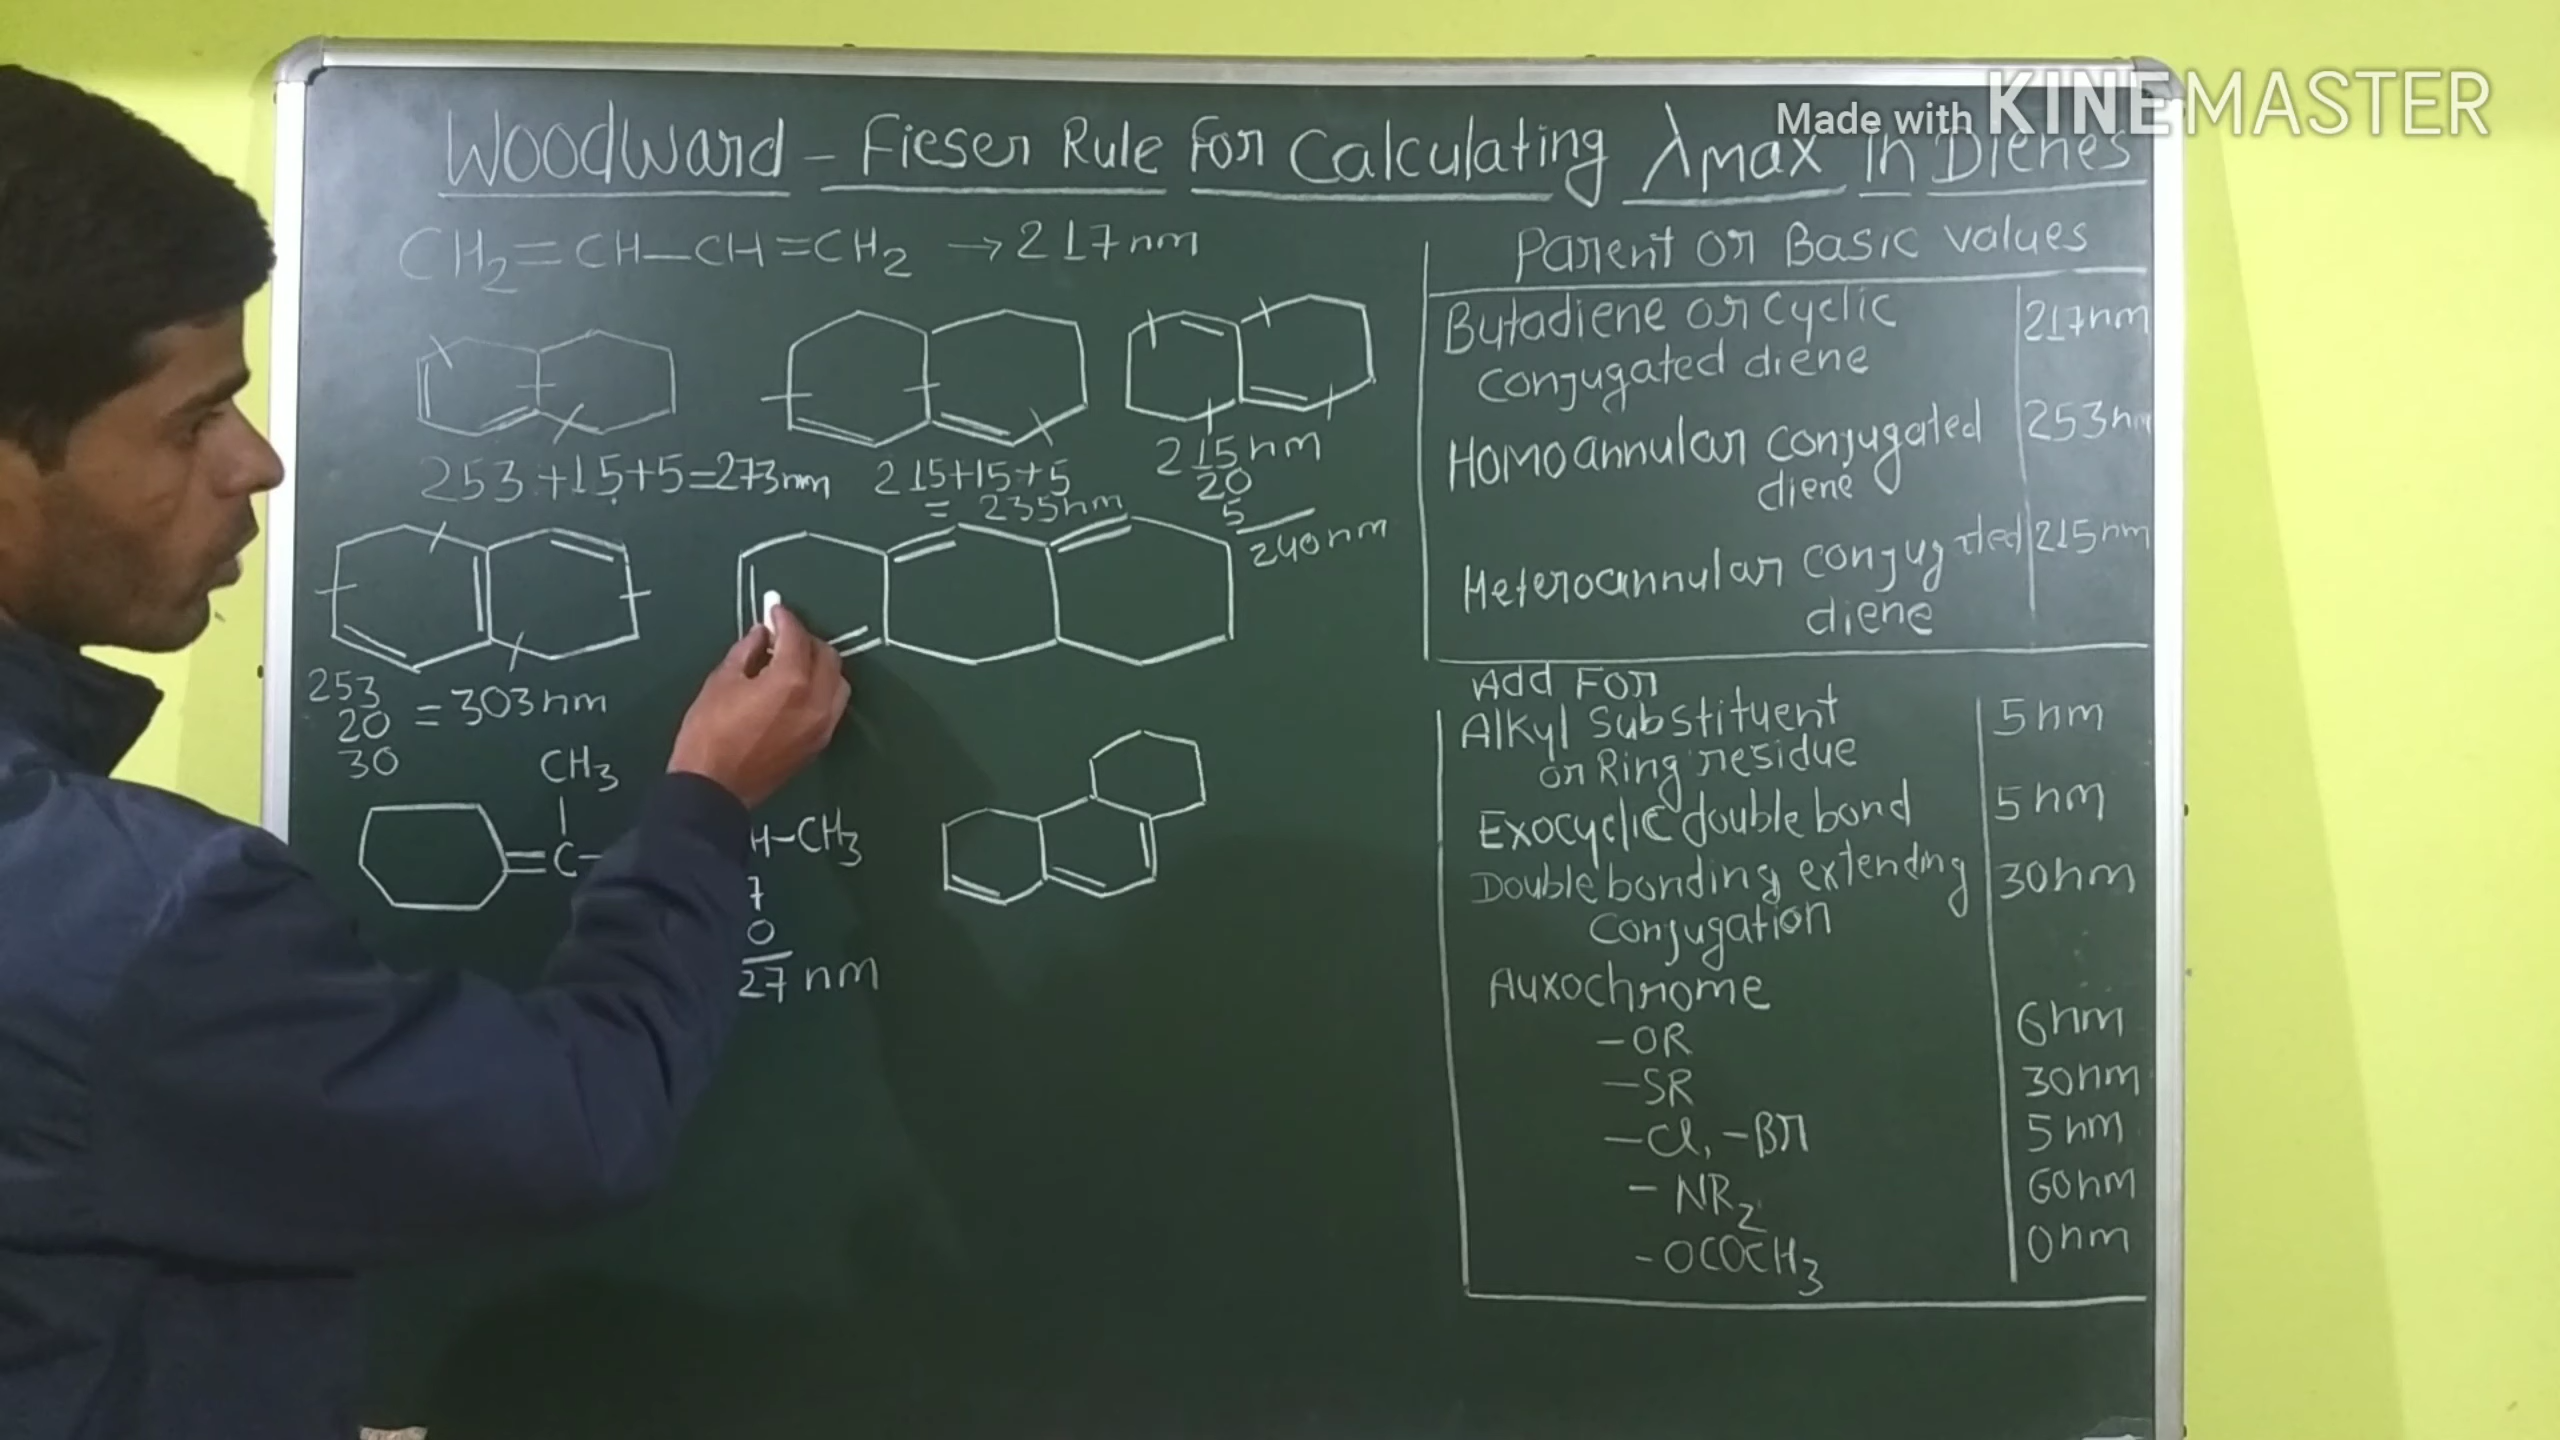 Made with KINEMASTER
Woodward - Fieser Rule For Calculating λmax in Dienes
CH2=CH-CH=CH2 → 217nm
253+15+5=273nm
215+15+5
= 235nm
215nm
20
5
240nm
253
20 = 303nm
30
CH3
=C-
H-CH3
7
0
27nm
Parent or Basic values
Butadiene or cyclic 217nm
conjugated diene
Homoannular conjugated 253nm
diene
Heteroannular conjugated 215nm
diene
Add For
Alkyl Substituent 5nm
or Ring residue
Exocyclic double bond 5nm
Double bonding extending 30nm
Conjugation
Auxochrome
-OR 6nm
-SR 30nm
-Cl, -Br 5nm
-NR2 60nm
-OCOCH3 0nm